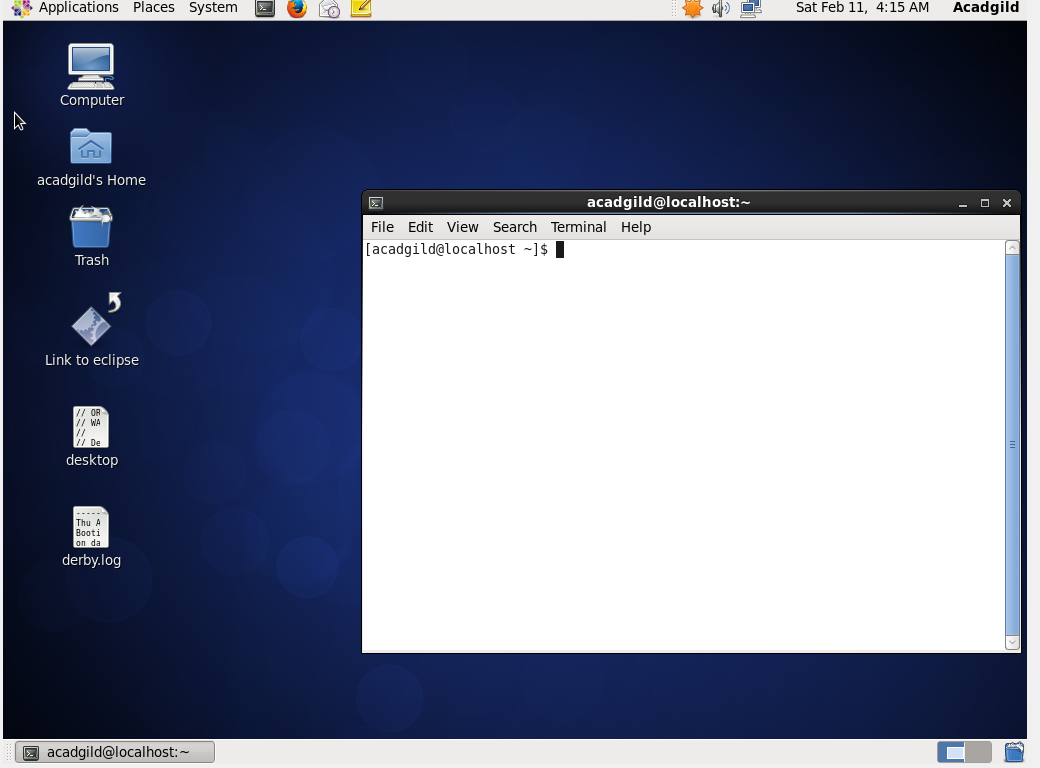 Applications Places System Sat Feb 11, 4:15 AM Acadgild
Computer
acadgild's Home
Trash
Link to eclipse
// OR
// WA
//
// De
desktop
------
Thu A
Booti
on da
derby.log
acadgild@localhost:~
File Edit View Search Terminal Help
[acadgild@localhost ~]$
acadgild@localhost:~